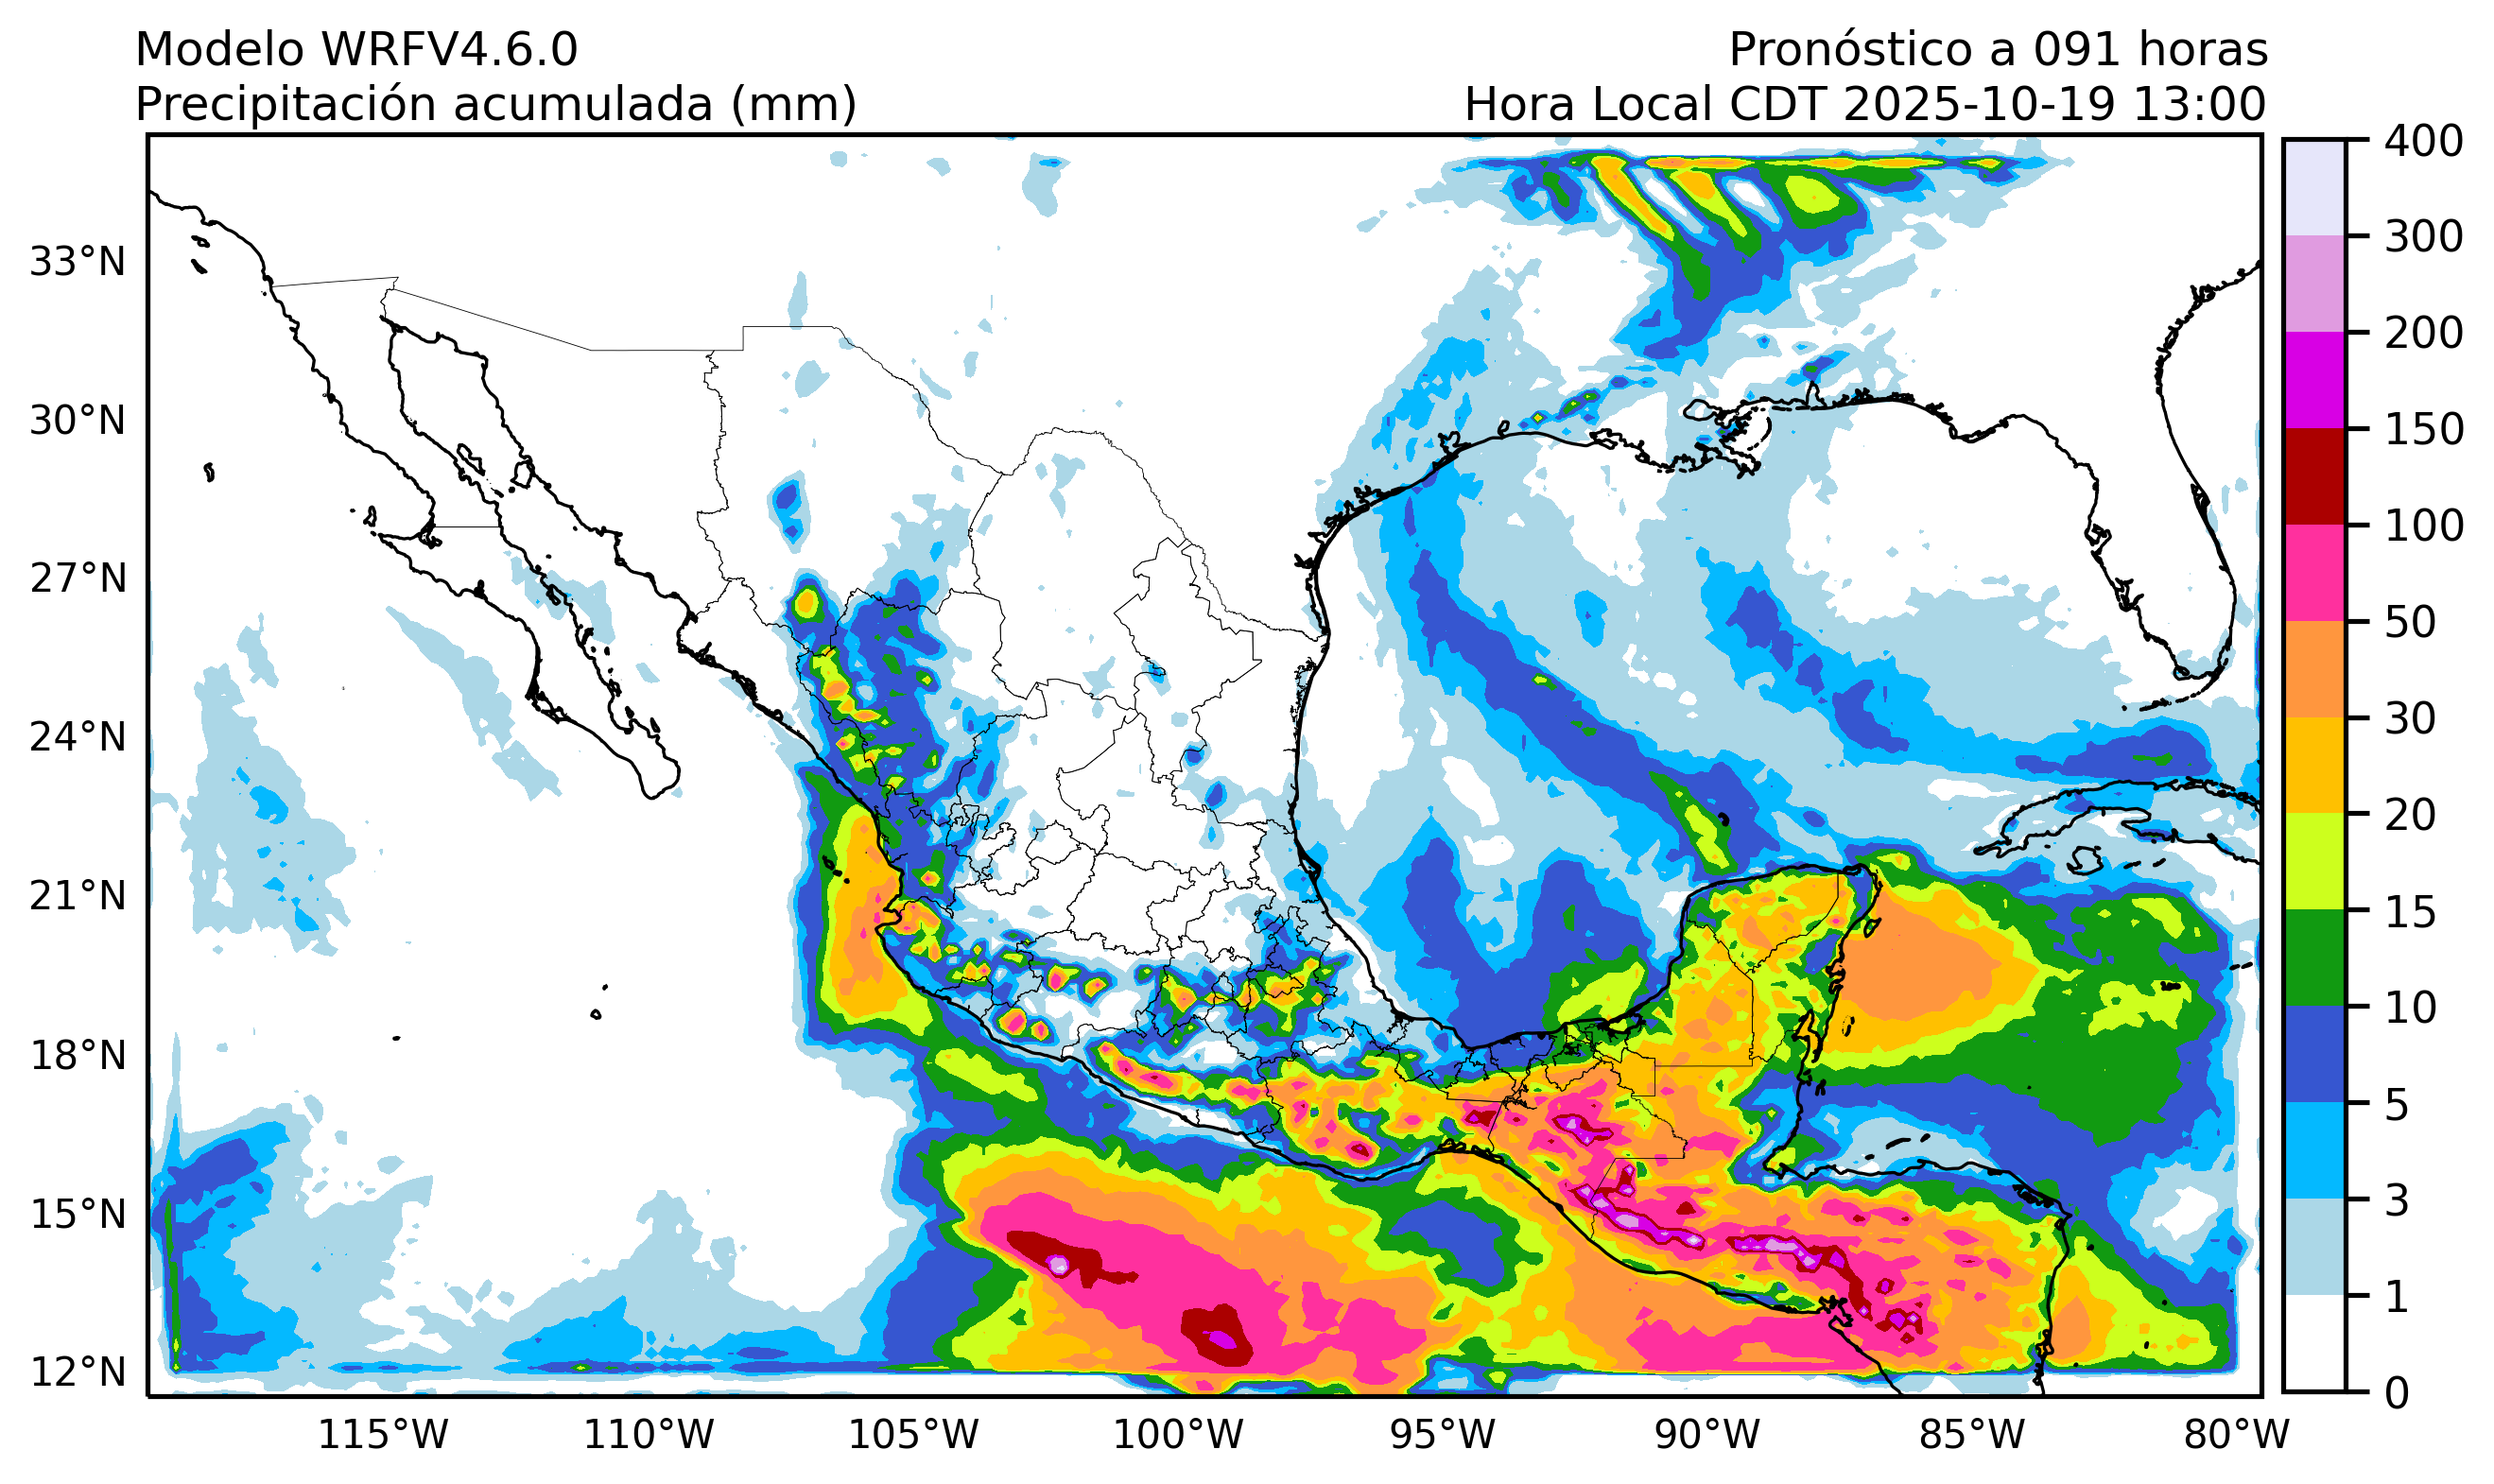 Modelo WRFV4.6.0
Pronóstico a 091 horas
Precipitación acumulada (mm)
Hora Local CDT 2025-10-19 13:00
33°N
30°N
27°N
24°N
21°N
18°N
15°N
12°N
115°W
110°W
105°W
100°W
95°W
90°W
85°W
80°W
400
300
200
150
100
50
30
20
15
10
5
3
1
0